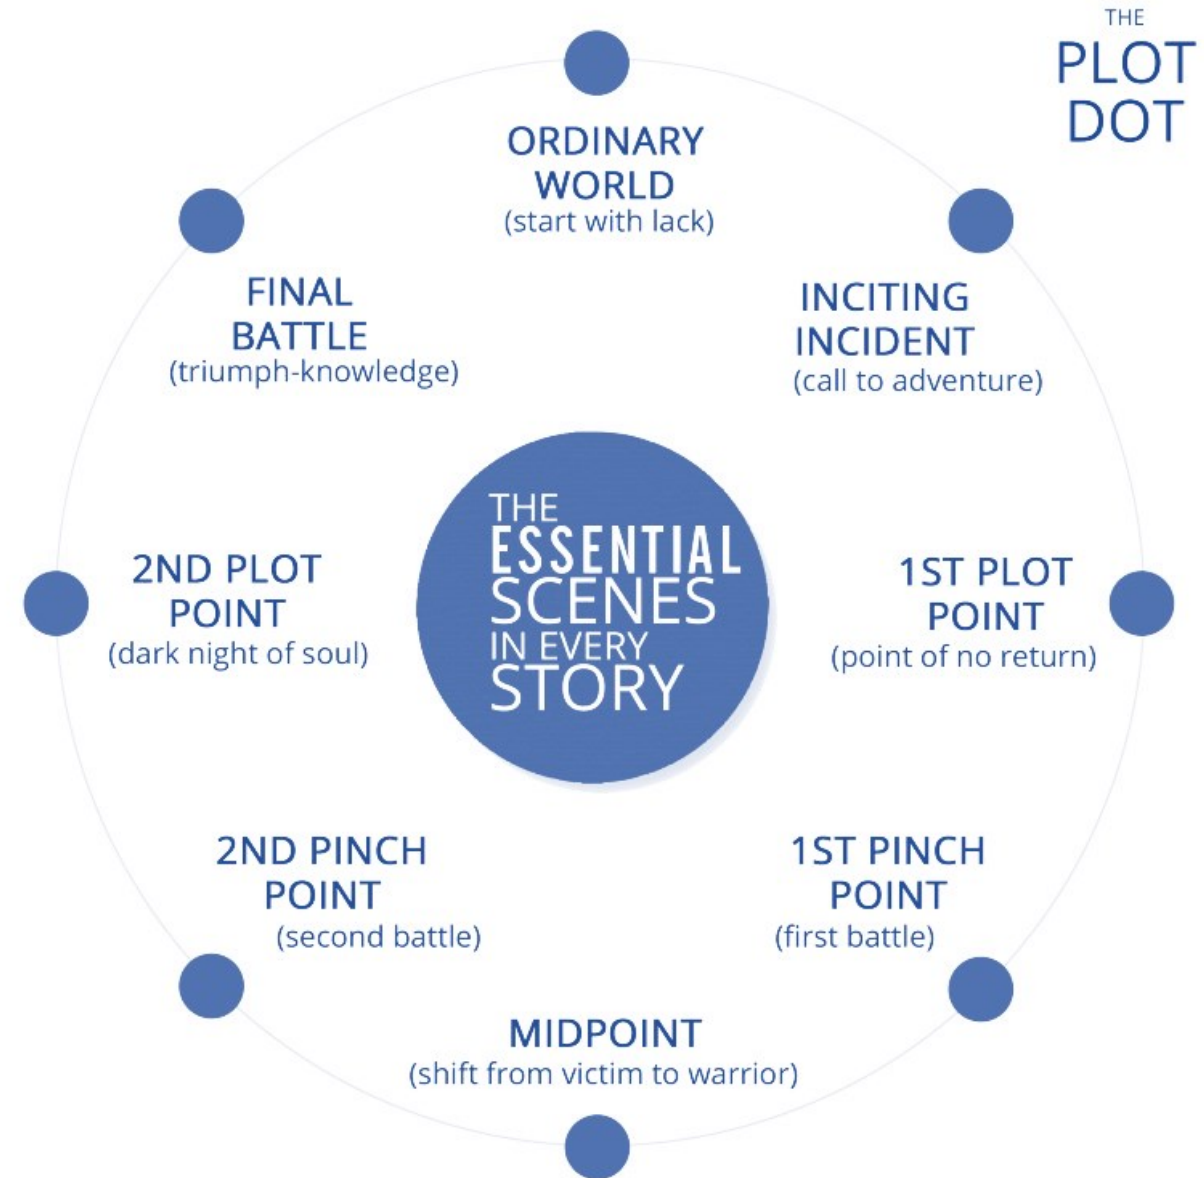 THE
PLOT
DOT
ORDINARY
WORLD
(start with lack)
INCITING
INCIDENT
(call to adventure)
1ST PLOT
POINT
(point of no return)
1ST PINCH
POINT
(first battle)
MIDPOINT
(shift from victim to warrior)
2ND PINCH
POINT
(second battle)
2ND PLOT
POINT
(dark night of soul)
FINAL
BATTLE
(triumph-knowledge)
THE
ESSENTIAL
SCENES
IN EVERY
STORY